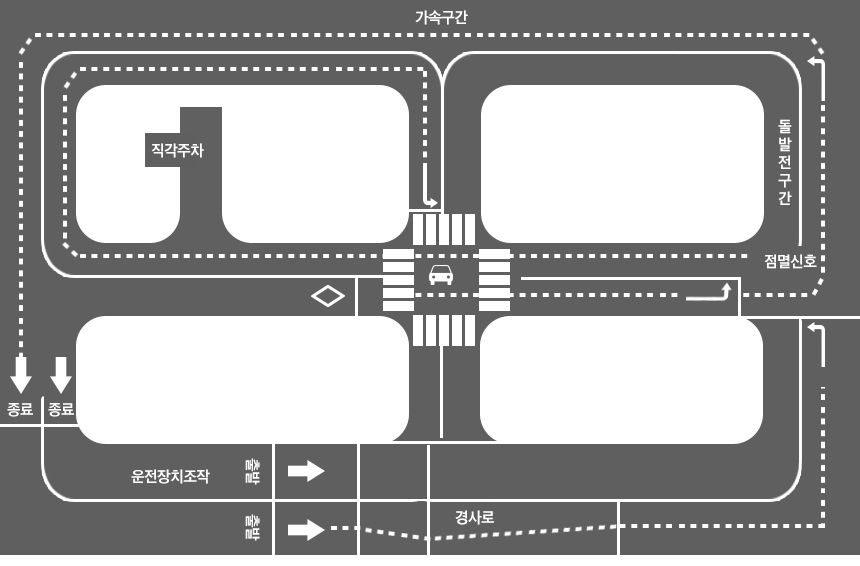 가속구간
직각주차
돌발전구간
점멸신호
종료
종료
운전장치조작
출발
경사로
출발